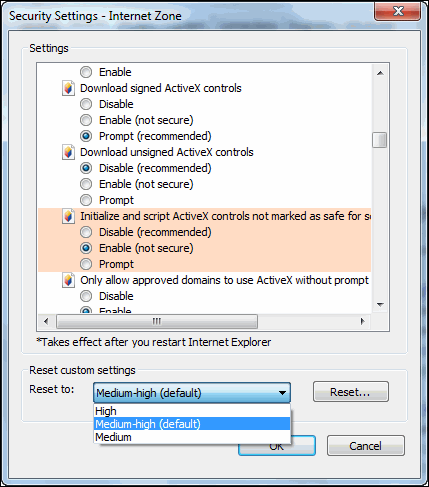 Security Settings - Internet Zone
Settings
Enable
Download signed ActiveX controls
Disable
Enable (not secure)
Prompt (recommended)
Download unsigned ActiveX controls
Disable (recommended)
Enable (not secure)
Prompt
Initialize and script ActiveX controls not marked as safe for
Disable (recommended)
Enable (not secure)
Prompt
Only allow approved domains to use ActiveX without prompt
Disable
Enable
*Takes effect after you restart Internet Explorer
Reset custom settings
Reset to: Medium-high (default) Reset...
High
Medium-high (default)
Medium
OK Cancel